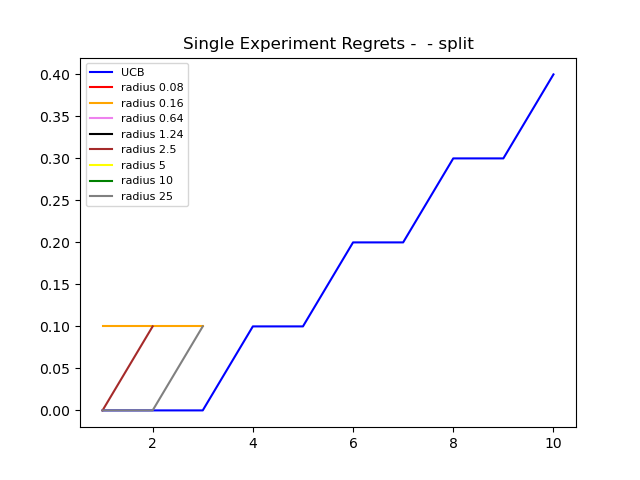 Single Experiment Regrets -  - split
UCB
radius 0.08
radius 0.16
radius 0.64
radius 1.24
radius 2.5
radius 5
radius 10
radius 25
0.40
0.35
0.30
0.25
0.20
0.15
0.10
0.05
0.00
2 4 6 8 10